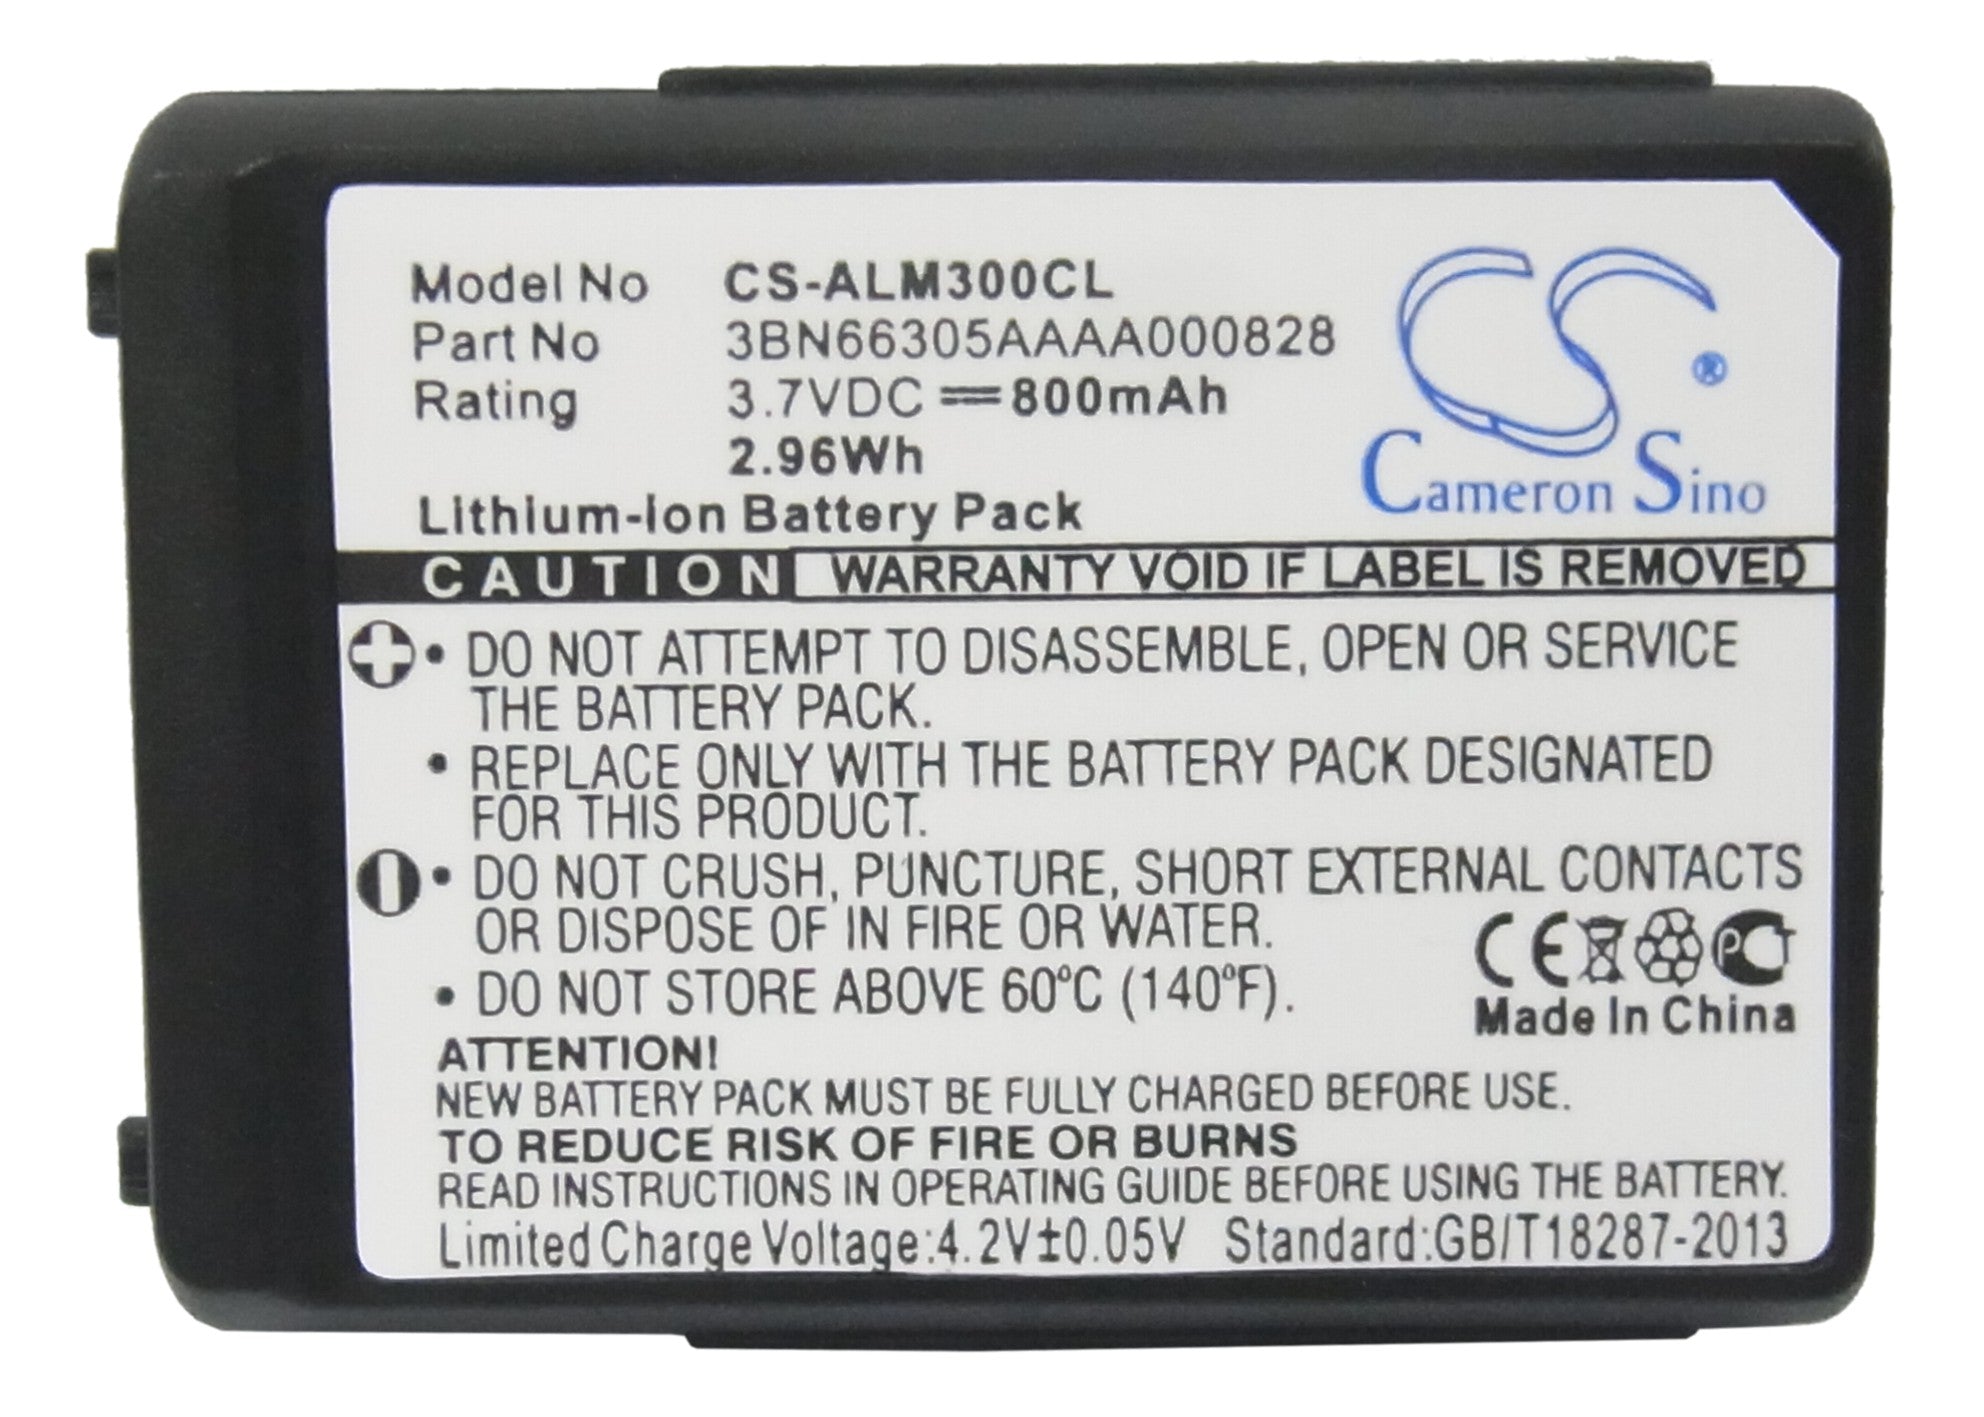 Model No CS-ALM300CL
Part No 3BN66305AAAA000828
Rating 3.7VDC ⎓ 800mAh
2.96Wh
Lithium-Ion Battery Pack
CS ®
Cameron Sino
CAUTION WARRANTY VOID IF LABEL IS REMOVED
• DO NOT ATTEMPT TO DISASSEMBLE, OPEN OR SERVICE
THE BATTERY PACK.
• REPLACE ONLY WITH THE BATTERY PACK DESIGNATED
FOR THIS PRODUCT.
• DO NOT CRUSH, PUNCTURE, SHORT EXTERNAL CONTACTS
OR DISPOSE OF IN FIRE OR WATER.
• DO NOT STORE ABOVE 60ºC (140ºF).
CE PCT
Made In China
ATTENTION!
NEW BATTERY PACK MUST BE FULLY CHARGED BEFORE USE.
TO REDUCE RISK OF FIRE OR BURNS
READ INSTRUCTIONS IN OPERATING GUIDE BEFORE USING THE BATTERY.
Limited Charge Voltage:4.2V±0.05V Standard:GB/T18287-2013